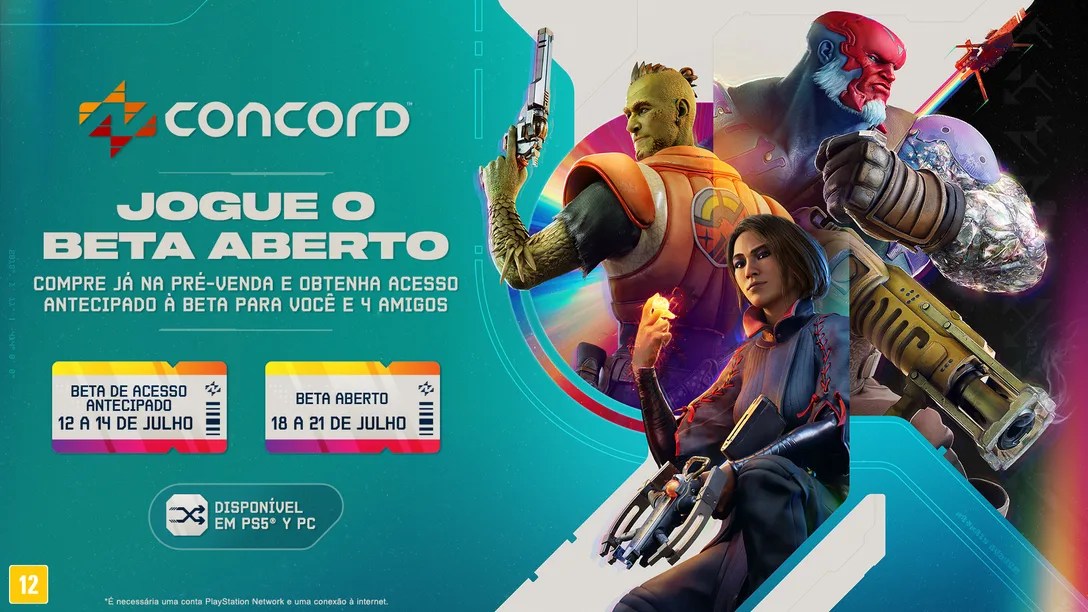 CONCORD™
JOGUE O
BETA ABERTO
COMPRE JÁ NA PRÉ-VENDA E OBTENHA ACESSO
ANTECIPADO À BETA PARA VOCÊ E 4 AMIGOS
BETA DE ACESSO
ANTECIPADO
12 A 14 DE JULHO
BETA ABERTO
18 A 21 DE JULHO
DISPONÍVEL
EM PS5® Y PC
12
*É necessária uma conta PlayStation Network e uma conexão à internet.